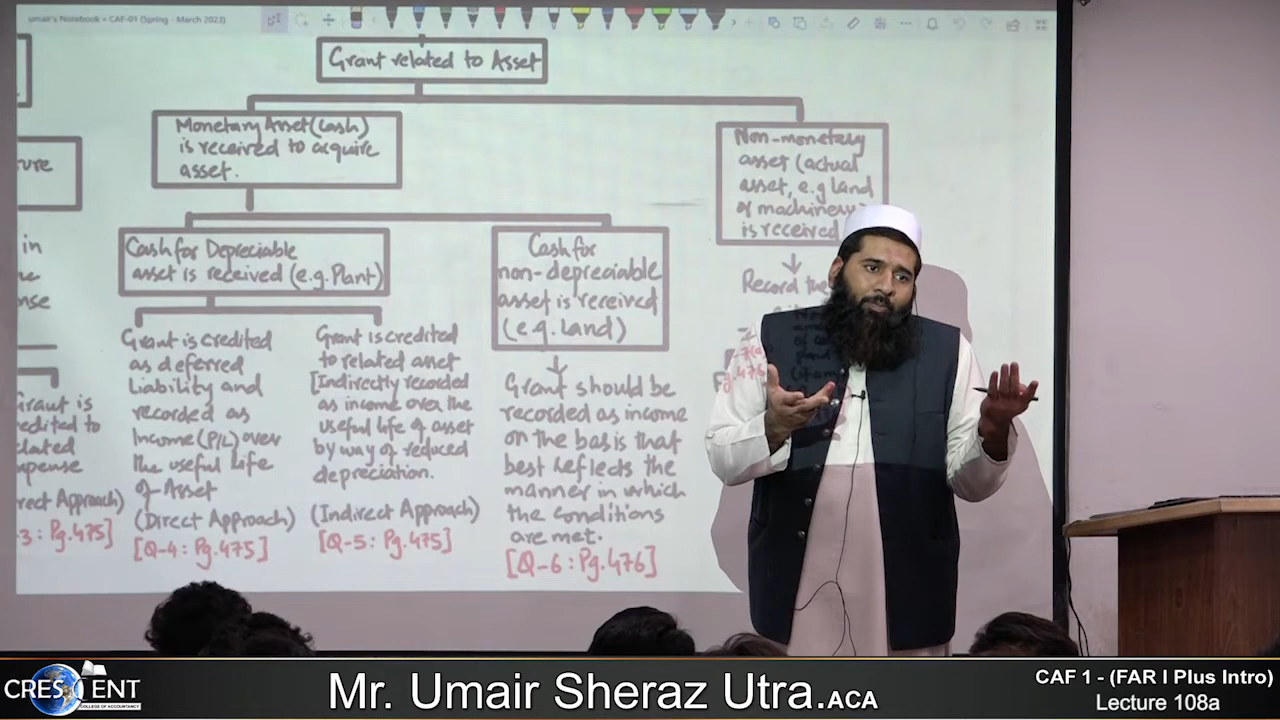 umair's Notebook • CAF-01 (Spring - March 2023)
Grant related to Asset
Monetary Asset (Cash)
is received to acquire
asset.
Non-monetary
asset (actual
asset, e.g land
or machinery)
is received
Record the
ure
in
nse
Grant is
redited to
elated
xpense
rect Approach)
-3 : Pg.475]
Cash for Depreciable
asset is received (e.g. Plant)
Grant is credited
as deferred
Liability and
recorded as
Income (P/L) over
the useful life
of Asset
(Direct Approach)
[Q-4 : Pg.475]
Grant is credited
to related asset
[Indirectly recorded
as income over the
useful life of asset
by way of reduced
depreciation.
(Indirect Approach)
[Q-5 : Pg.475]
Cash for
non-depreciable
asset is received
(e.g. land)
Grant should be
recorded as income
on the basis that
best reflects the
manner in which
the conditions
are met.
[Q-6 : Pg.476]
CRESCENT
COLLEGE OF ACCOUNTANCY
Mr. Umair Sheraz Utra.ACA
CAF 1 - (FAR I Plus Intro)
Lecture 108a